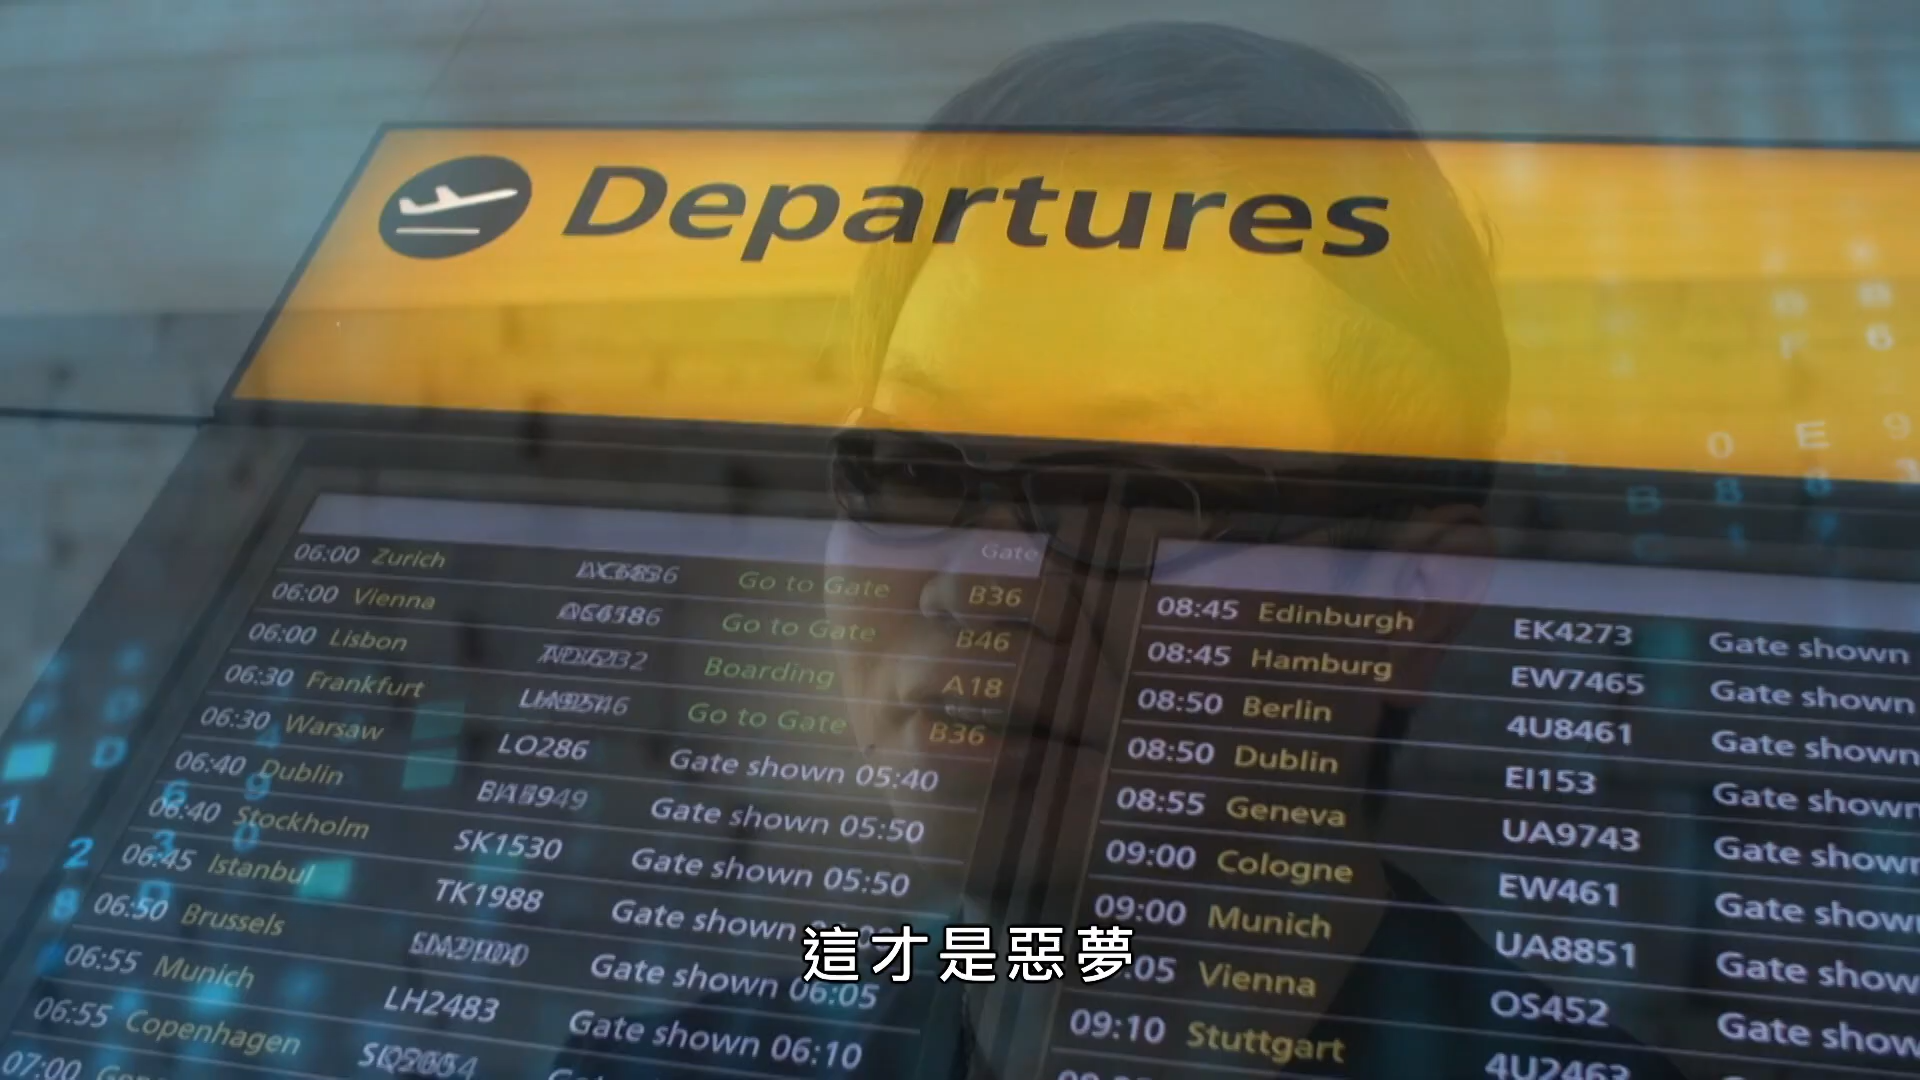 Departures
Gate
06:00 Zurich Go to Gate B36
06:00 Vienna Go to Gate B46
06:00 Lisbon Boarding A18
06:30 Frankfurt Go to Gate B36
06:30 Warsaw LO286 Gate shown 05:40
06:40 Dublin Gate shown 05:50
06:40 Stockholm SK1530 Gate shown 05:50
06:45 Istanbul TK1988 Gate shown
06:50 Brussels Gate shown 06:05
06:55 Munich LH2483 Gate shown 06:10
06:55 Copenhagen
07:00
08:45 Edinburgh EK4273 Gate shown
08:45 Hamburg EW7465 Gate shown
08:50 Berlin 4U8461 Gate shown
08:50 Dublin EI153 Gate shown
08:55 Geneva UA9743 Gate shown
09:00 Cologne EW461 Gate shown
09:00 Munich UA8851 Gate shown
:05 Vienna OS452 Gate shown
09:10 Stuttgart 4U2463
這才是惡夢